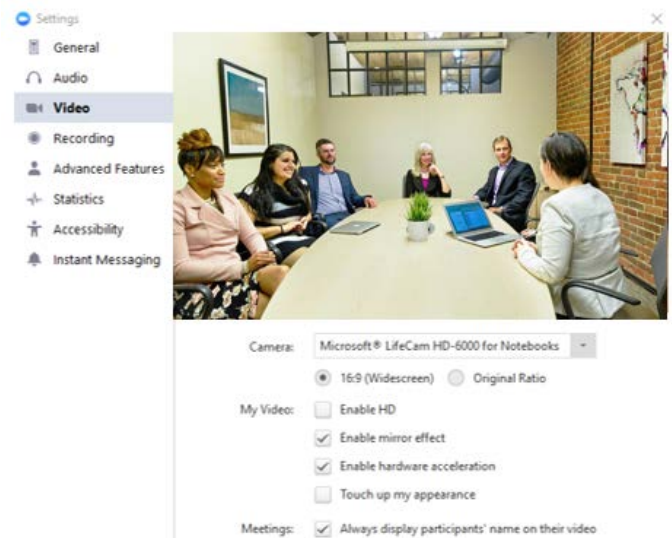 Settings
General
Audio
Video
Recording
Advanced Features
Statistics
Accessibility
Instant Messaging
Camera: Microsoft® LifeCam HD-6000 for Notebooks
16:9 (Widescreen) Original Ratio
My Video: Enable HD
Enable mirror effect
Enable hardware acceleration
Touch up my appearance
Meetings: Always display participants' name on their video